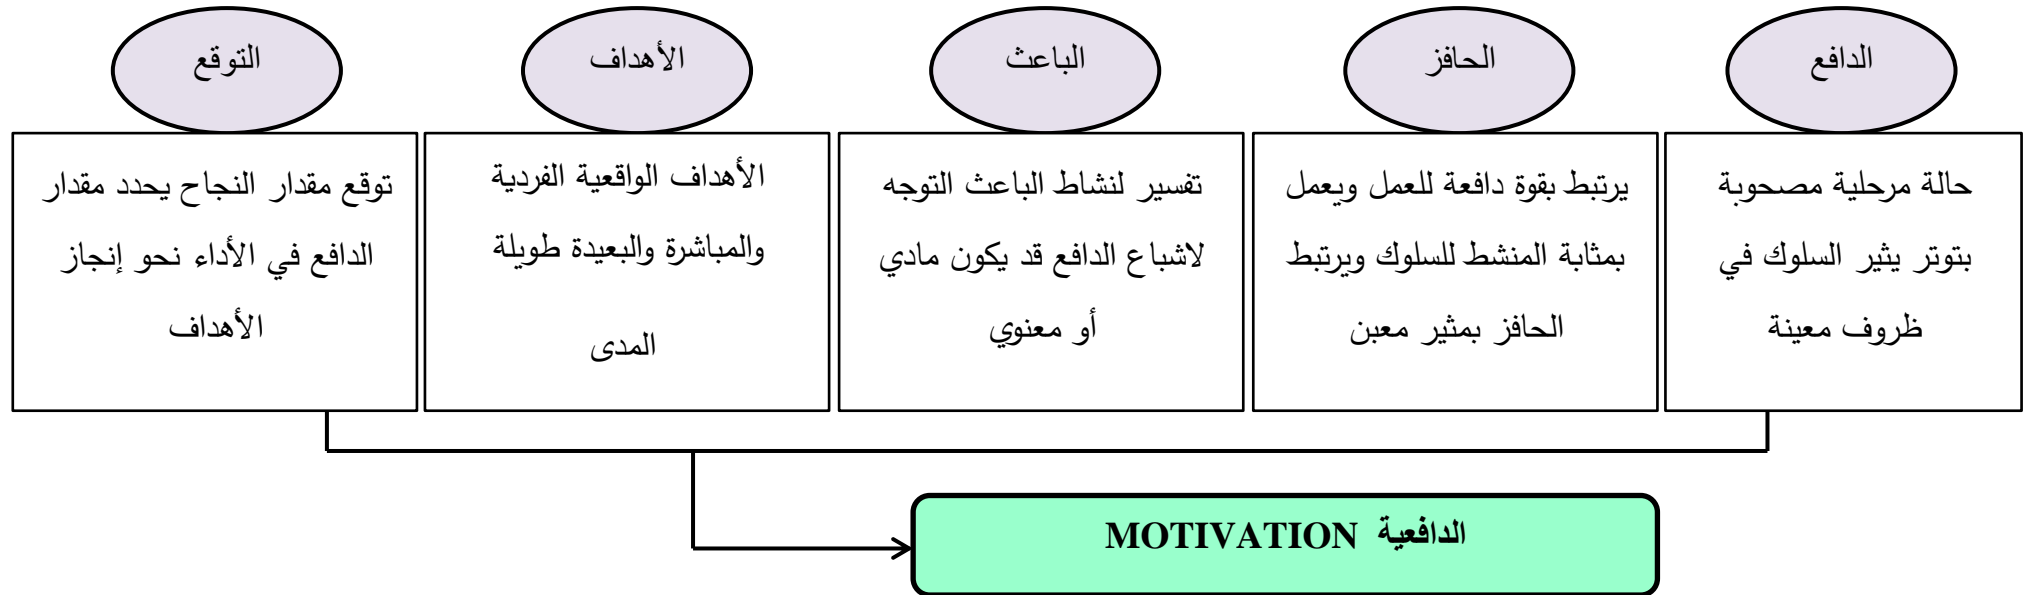 الدافع
الحافز
الباعث
الأهداف
التوقع
حالة مرحلية مصحوبة
بتوتر يثير السلوك في
ظروف معينة
يرتبط بقوة دافعة للعمل ويعمل
بمثابة المنشط للسلوك ويرتبط
الحافز بمثير معبن
تفسير لنشاط الباعث التوجه
لاشباع الدافع قد يكون مادي
أو معنوي
الأهداف الواقعية الفردية
والمباشرة والبعيدة طويلة
المدى
توقع مقدار النجاح يحدد مقدار
الدافع في الأداء نحو إنجاز
الأهداف
الدافعية MOTIVATION